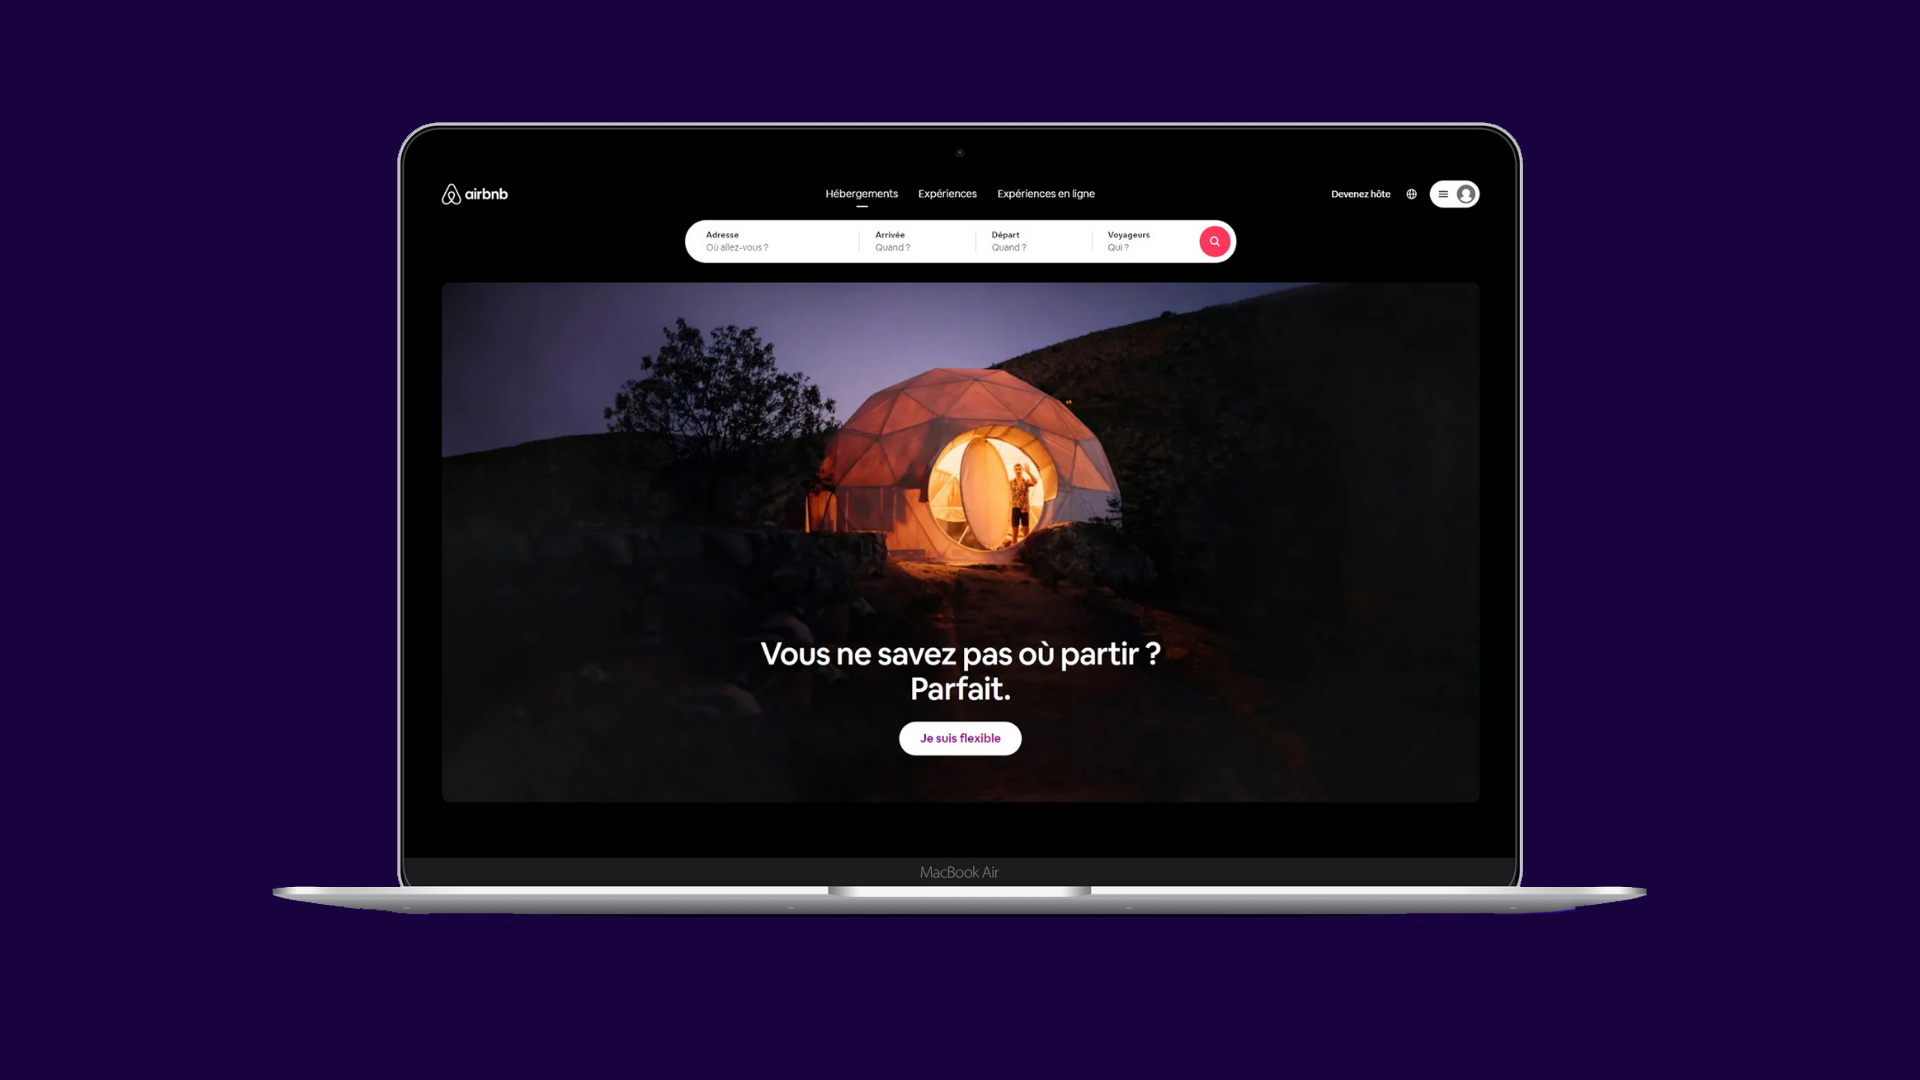 airbnb
Hébergements
Expériences
Expériences en ligne
Devenez hôte
Adresse
Où allez-vous ?
Arrivée
Quand ?
Départ
Quand ?
Voyageurs
Qui ?
Vous ne savez pas où partir ?
Parfait.
Je suis flexible
MacBook Air